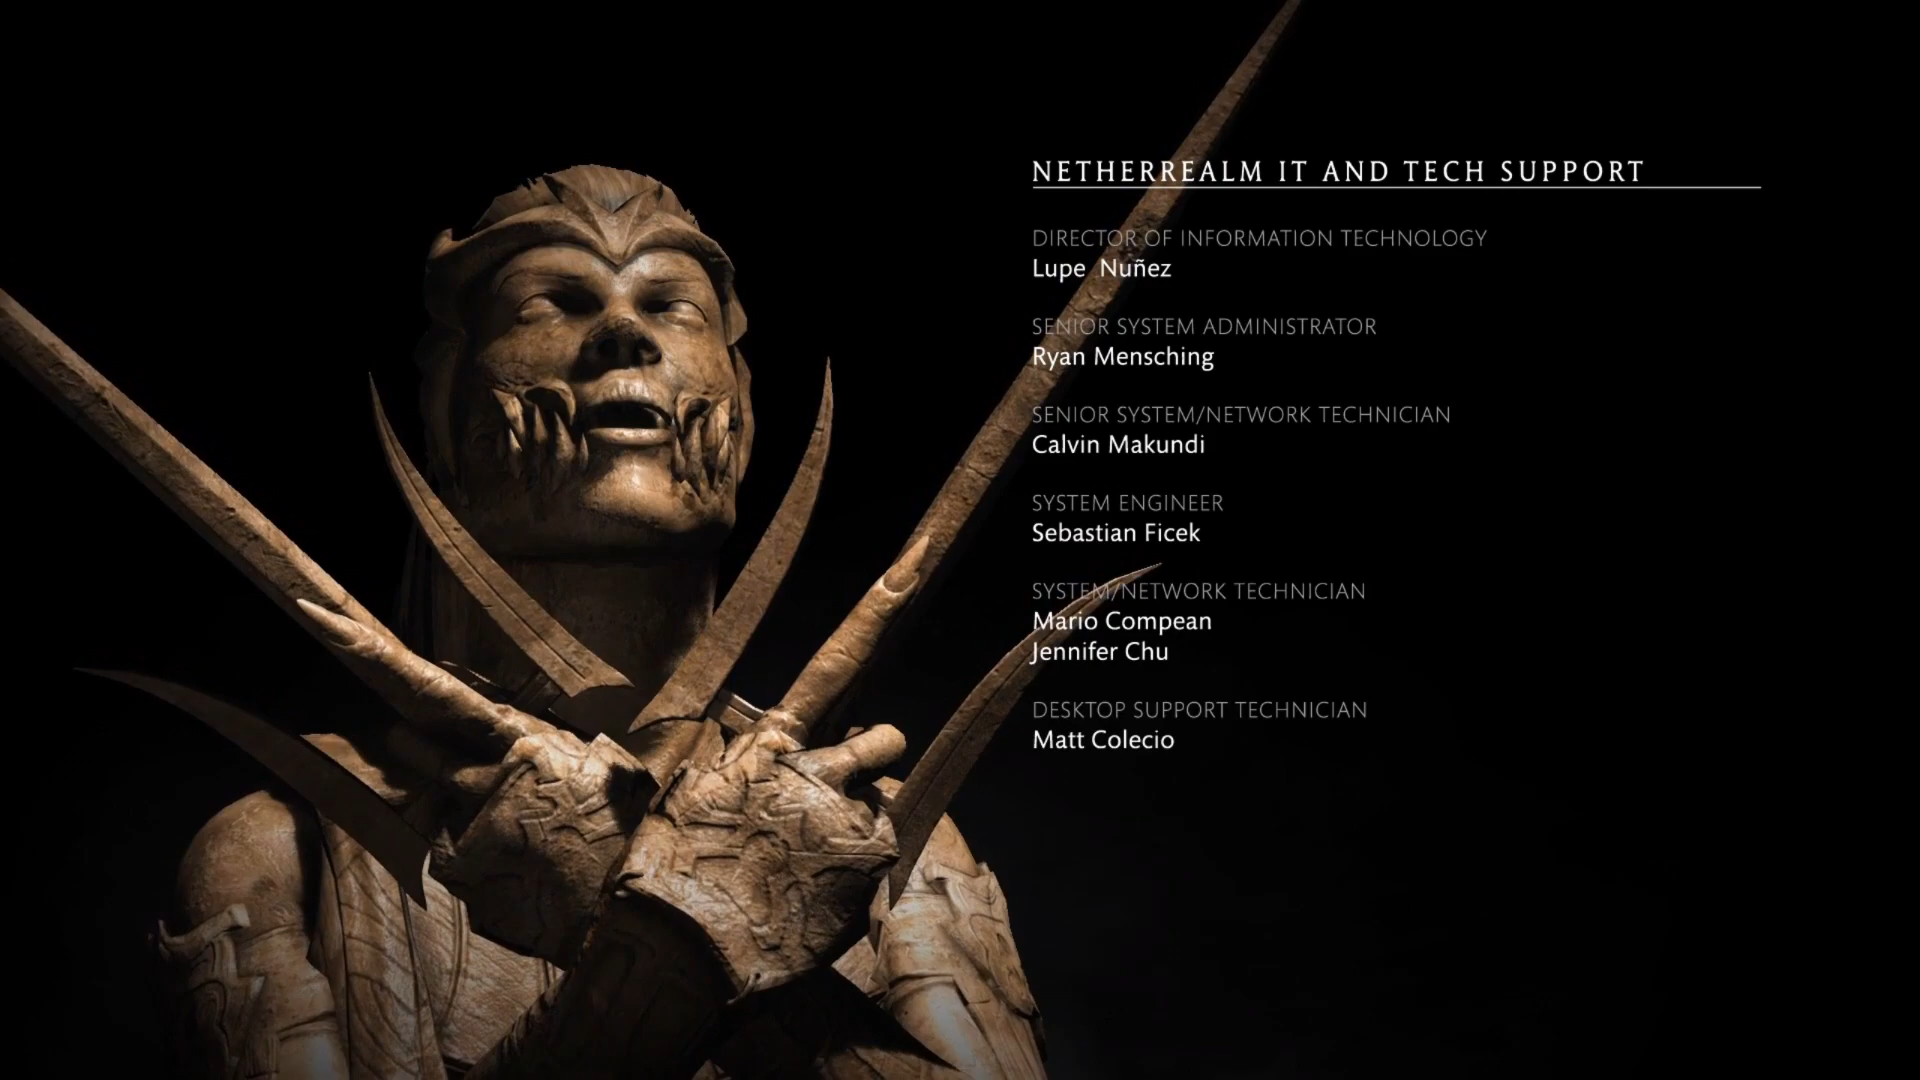 NETHERREALM IT AND TECH SUPPORT
DIRECTOR OF INFORMATION TECHNOLOGY
Lupe  Nuñez
SENIOR SYSTEM ADMINISTRATOR
Ryan Mensching
SENIOR SYSTEM/NETWORK TECHNICIAN
Calvin Makundi
SYSTEM ENGINEER
Sebastian Ficek
SYSTEM/NETWORK TECHNICIAN
Mario Compean
Jennifer Chu
DESKTOP SUPPORT TECHNICIAN
Matt Colecio